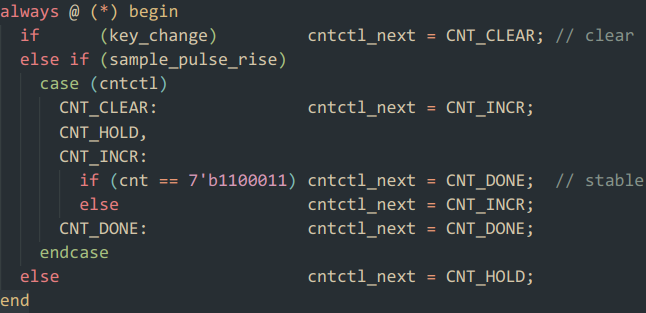 always @ (*) begin
  if      (key_change)         cntctl_next = CNT_CLEAR; // clear
  else if (sample_pulse_rise)
    case (cntctl)
      CNT_CLEAR:               cntctl_next = CNT_INCR;
      CNT_HOLD,
      CNT_INCR:
        if (cnt == 7'b1100011) cntctl_next = CNT_DONE;  // stable
        else                   cntctl_next = CNT_INCR;
      CNT_DONE:                cntctl_next = CNT_DONE;
    endcase
  else                         cntctl_next = CNT_HOLD;
end